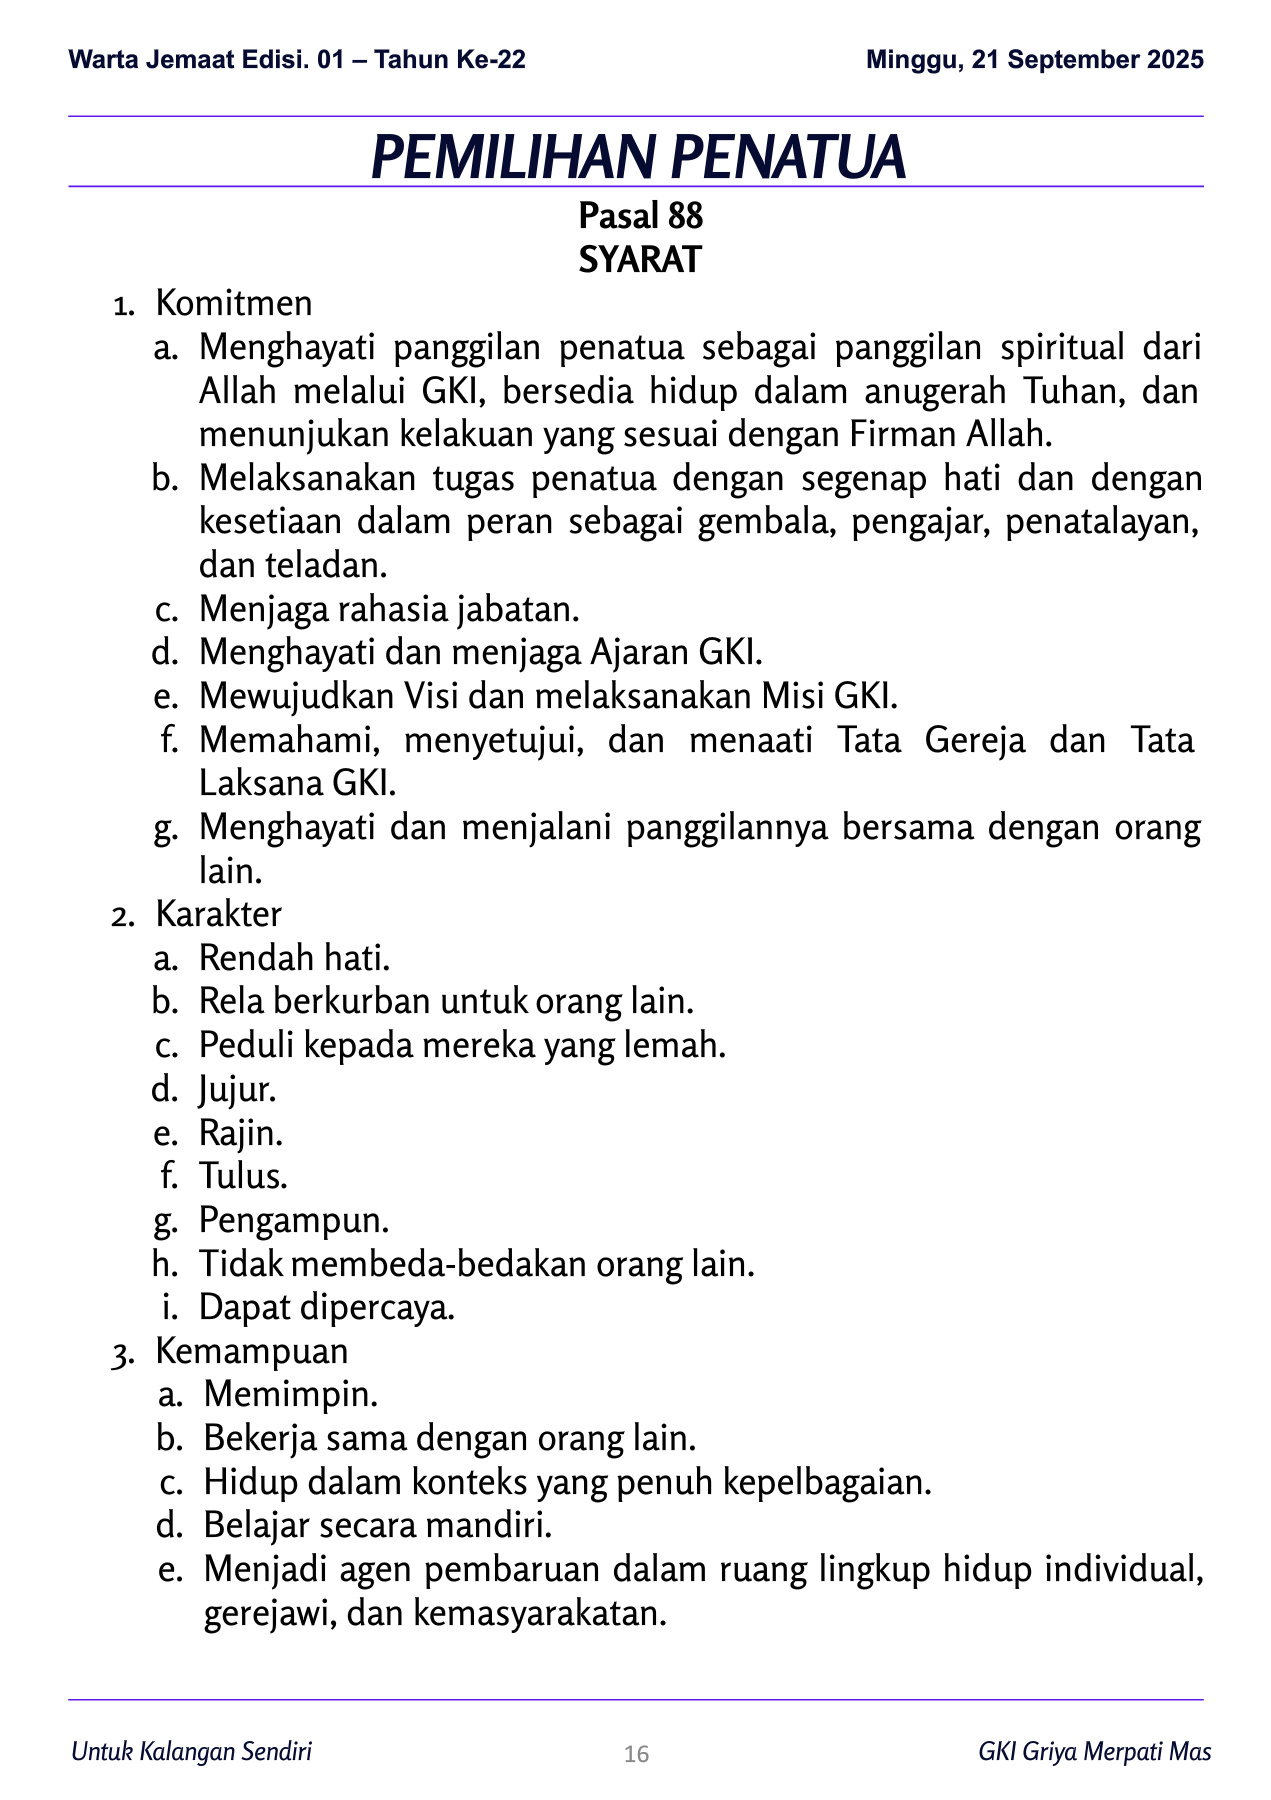 Warta Jemaat Edisi. 01 – Tahun Ke-22
Minggu, 21 September 2025
PEMILIHAN PENATUA
Pasal 88
SYARAT
1. Komitmen
a. Menghayati panggilan penatua sebagai panggilan spiritual dari
Allah melalui GKI, bersedia hidup dalam anugerah Tuhan, dan
menunjukan kelakuan yang sesuai dengan Firman Allah.
b. Melaksanakan tugas penatua dengan segenap hati dan dengan
kesetiaan dalam peran sebagai gembala, pengajar, penatalayan,
dan teladan.
c. Menjaga rahasia jabatan.
d. Menghayati dan menjaga Ajaran GKI.
e. Mewujudkan Visi dan melaksanakan Misi GKI.
f. Memahami, menyetujui, dan menaati Tata Gereja dan Tata
Laksana GKI.
g. Menghayati dan menjalani panggilannya bersama dengan orang
lain.
2. Karakter
a. Rendah hati.
b. Rela berkurban untuk orang lain.
c. Peduli kepada mereka yang lemah.
d. Jujur.
e. Rajin.
f. Tulus.
g. Pengampun.
h. Tidak membeda-bedakan orang lain.
i. Dapat dipercaya.
3. Kemampuan
a. Memimpin.
b. Bekerja sama dengan orang lain.
c. Hidup dalam konteks yang penuh kepelbagaian.
d. Belajar secara mandiri.
e. Menjadi agen pembaruan dalam ruang lingkup hidup individual,
gerejawi, dan kemasyarakatan.
Untuk Kalangan Sendiri
16
GKI Griya Merpati Mas